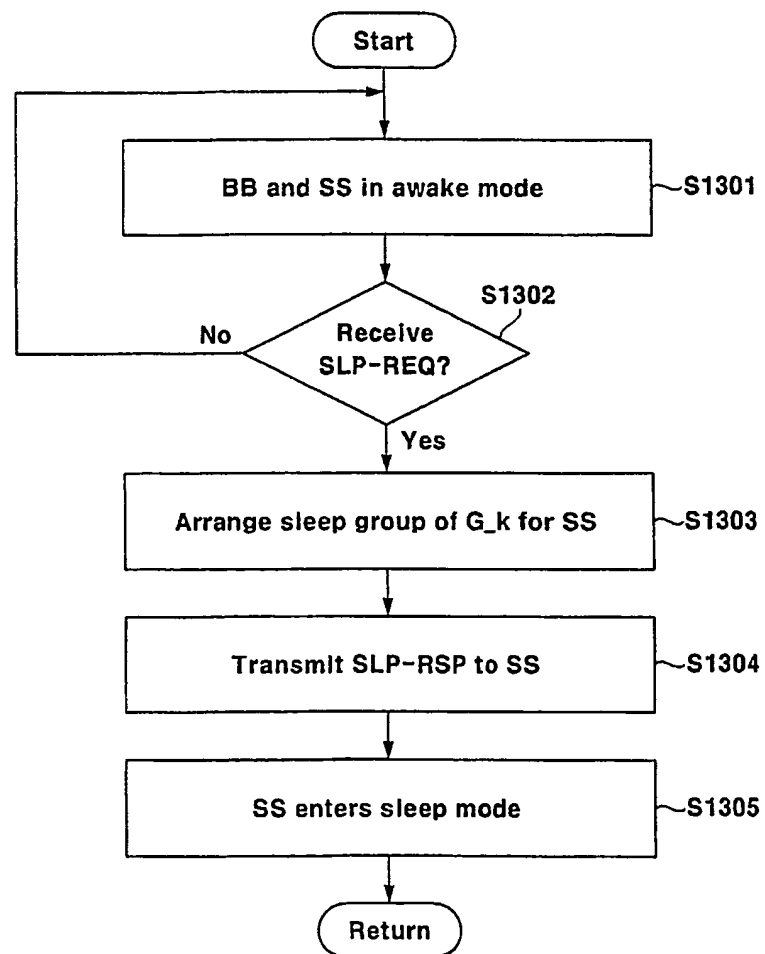 Start
BB and SS in awake mode
S1301
S1302
No
Receive
SLP-REQ?
Yes
Arrange sleep group of G_k for SS
S1303
Transmit SLP-RSP to SS
S1304
SS enters sleep mode
S1305
Return